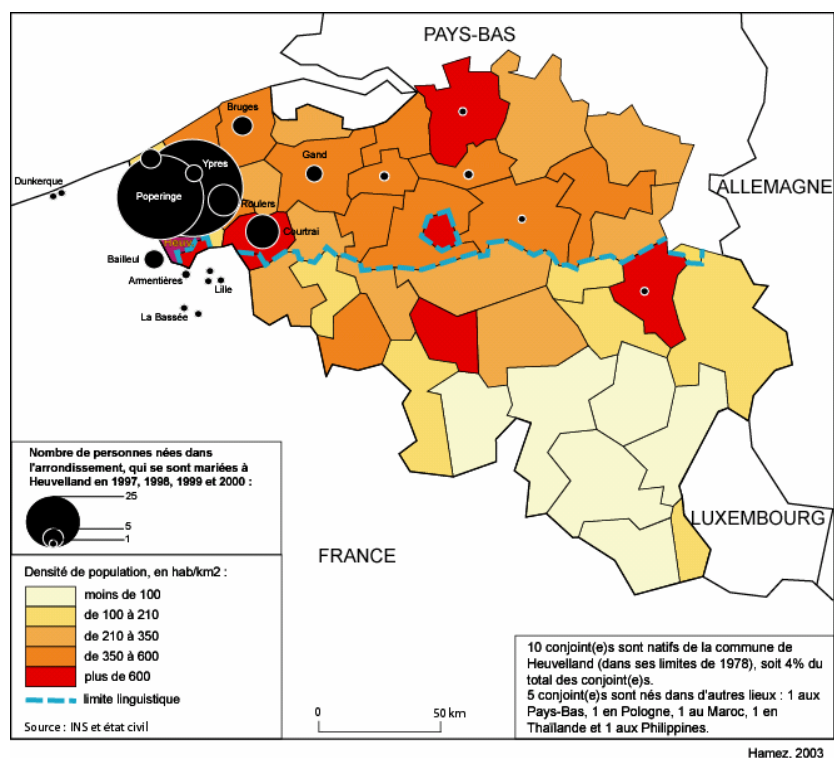 PAYS-BAS
Bruges
Gand
Ypres
Dunkerque
Poperinge
ALLEMAGNE
Roulers
Courtrai
Bailleul
Armentières
Lille
La Bassée
Nombre de personnes nées dans
l'arrondissement, qui se sont mariées à
Heuvelland en 1997, 1998, 1999 et 2000 :
25
5
1
LUXEMBOURG
FRANCE
Densité de population, en hab/km2 :
moins de 100
de 100 à 210
de 210 à 350
de 350 à 600
plus de 600
limite linguistique
Source : INS et état civil
0
50 km
10 conjoint(e)s sont natifs de la commune de
Heuvelland (dans ses limites de 1978), soit 4% du
total des conjoint(e)s.
5 conjoint(e)s sont nés dans d'autres lieux : 1 aux
Pays-Bas, 1 en Pologne, 1 au Maroc, 1 en
Thaïlande et 1 aux Philippines.
Hamez, 2003